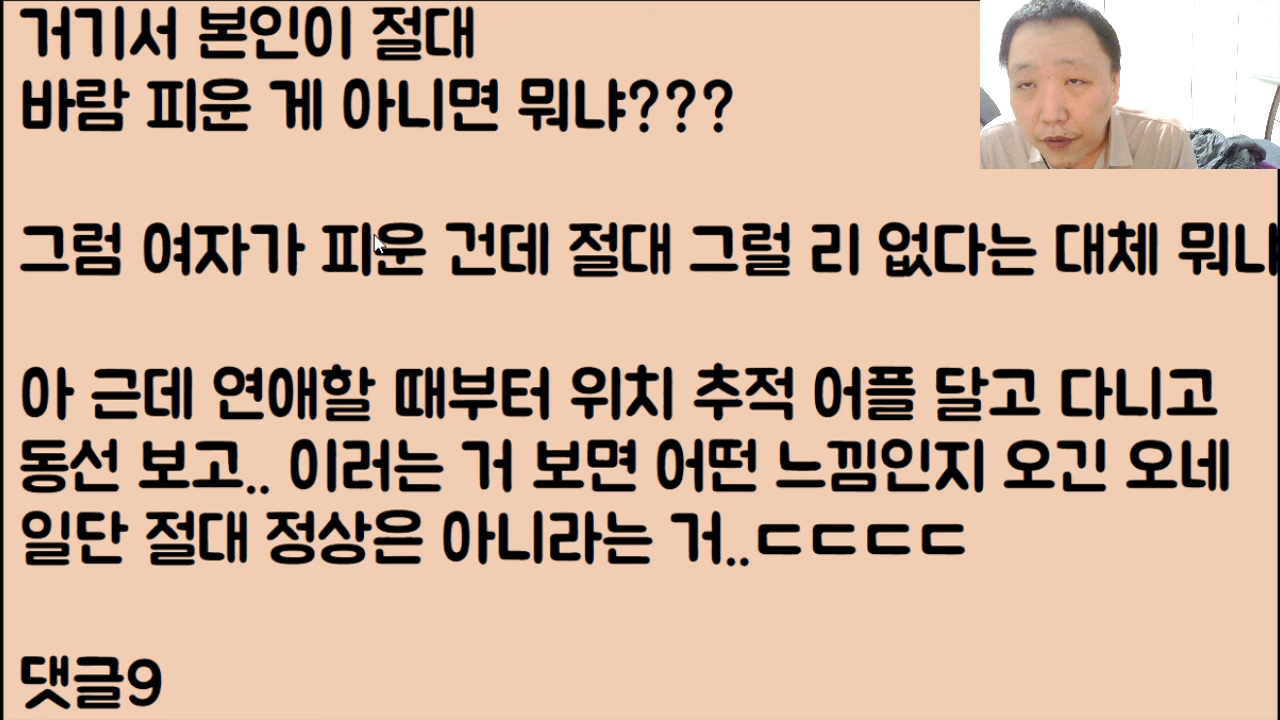 거기서 본인이 절대
바람 피운 게 아니면 뭐냐???
그럼 여자가 피운 건데 절대 그럴 리 없다는 대체 뭐냐
아 근데 연애할 때부터 위치 추적 어플 달고 다니고
동선 보고.. 이러는 거 보면 어떤 느낌인지 오긴 오네
일단 절대 정상은 아니라는 거..ㄷㄷㄷㄷ
댓글9